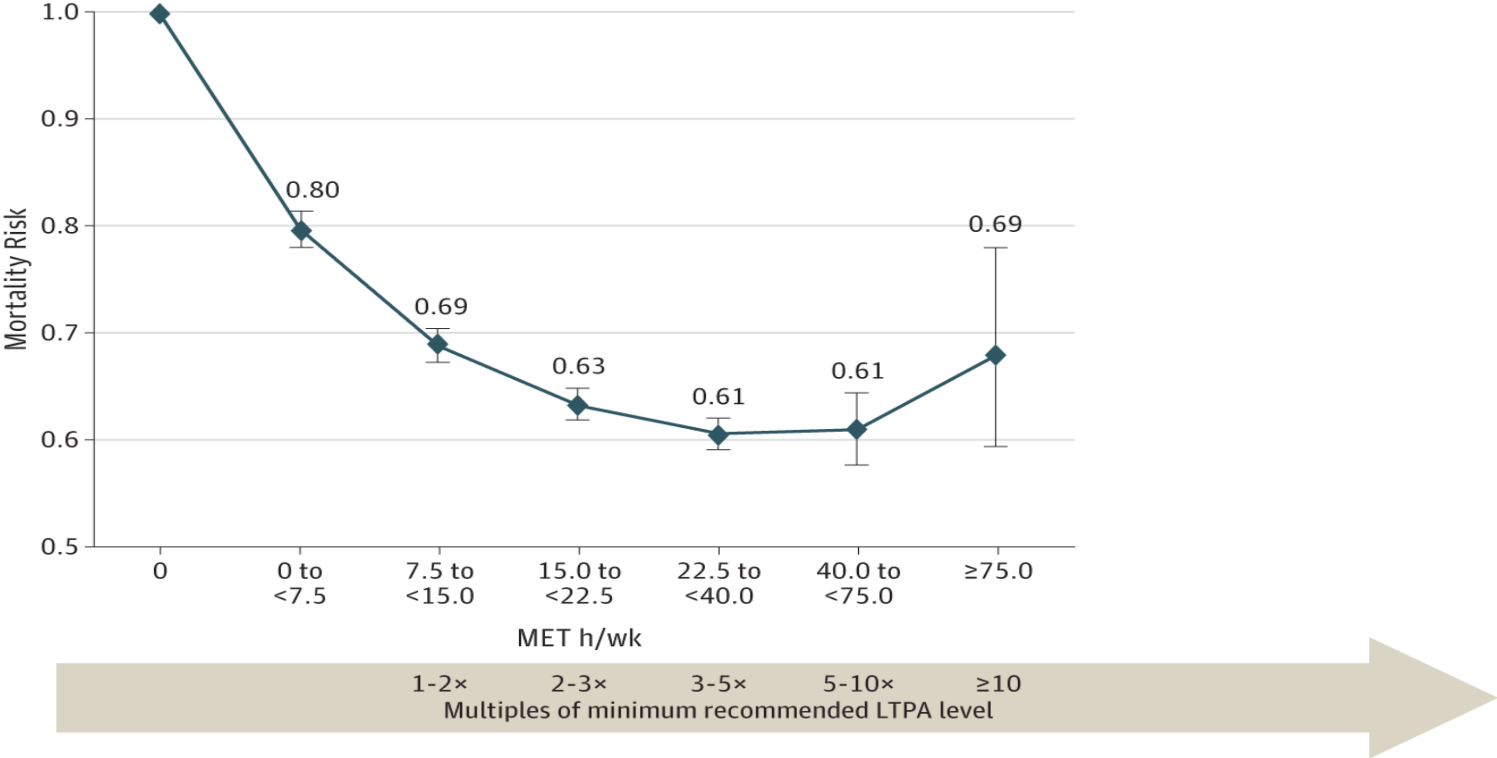 1.0
0.9
0.8
0.7
0.6
0.5
Mortality Risk
0.80
0.69
0.63
0.61
0.61
0.69
0 0 to 7.5 to 15.0 to 22.5 to 40.0 to ≥75.0
<7.5 <15.0 <22.5 <40.0 <75.0
MET h/wk
1-2× 2-3× 3-5× 5-10× ≥10
Multiples of minimum recommended LTPA level